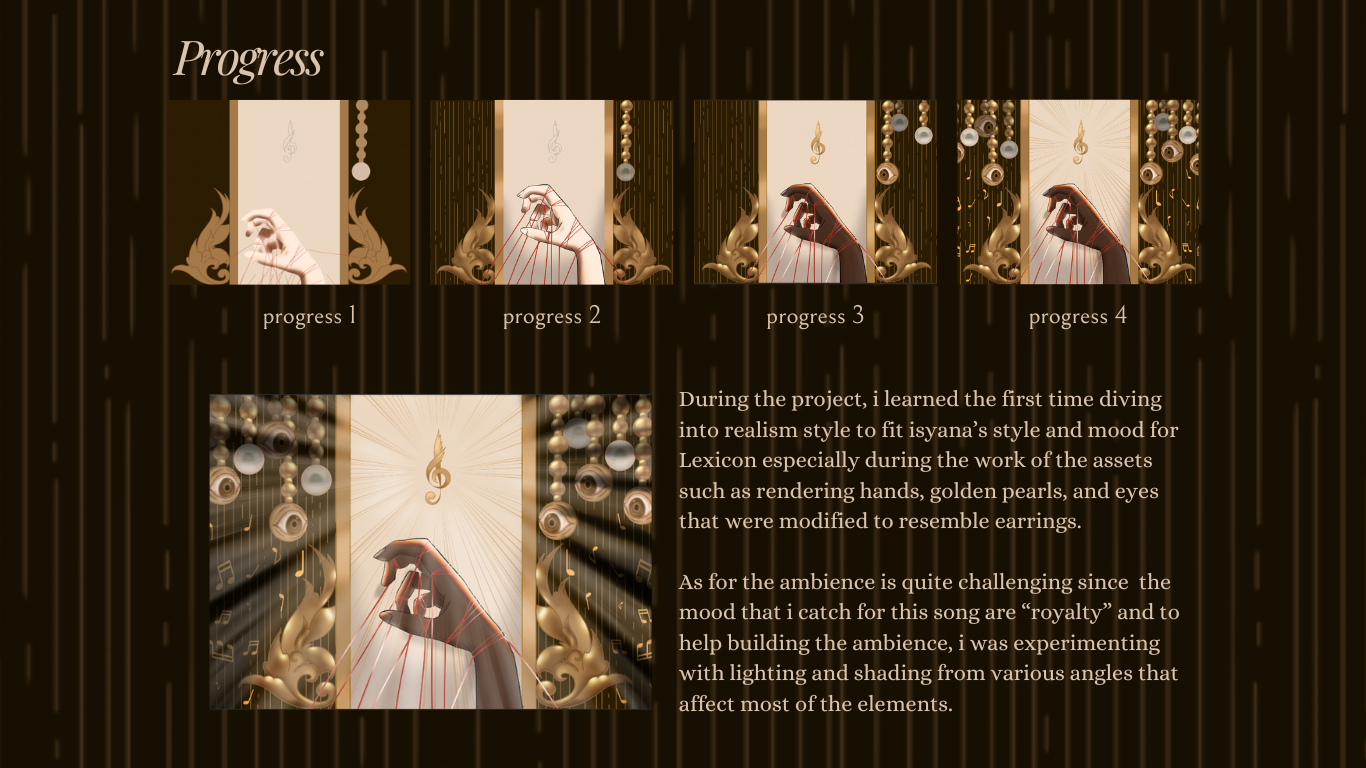 Progress
progress 1
progress 2
progress 3
progress 4
During the project, i learned the first time diving
into realism style to fit isyana’s style and mood for
Lexicon especially during the work of the assets
such as rendering hands, golden pearls, and eyes
that were modified to resemble earrings.
As for the ambience is quite challenging since  the
mood that i catch for this song are “royalty” and to
help building the ambience, i was experimenting
with lighting and shading from various angles that
affect most of the elements.